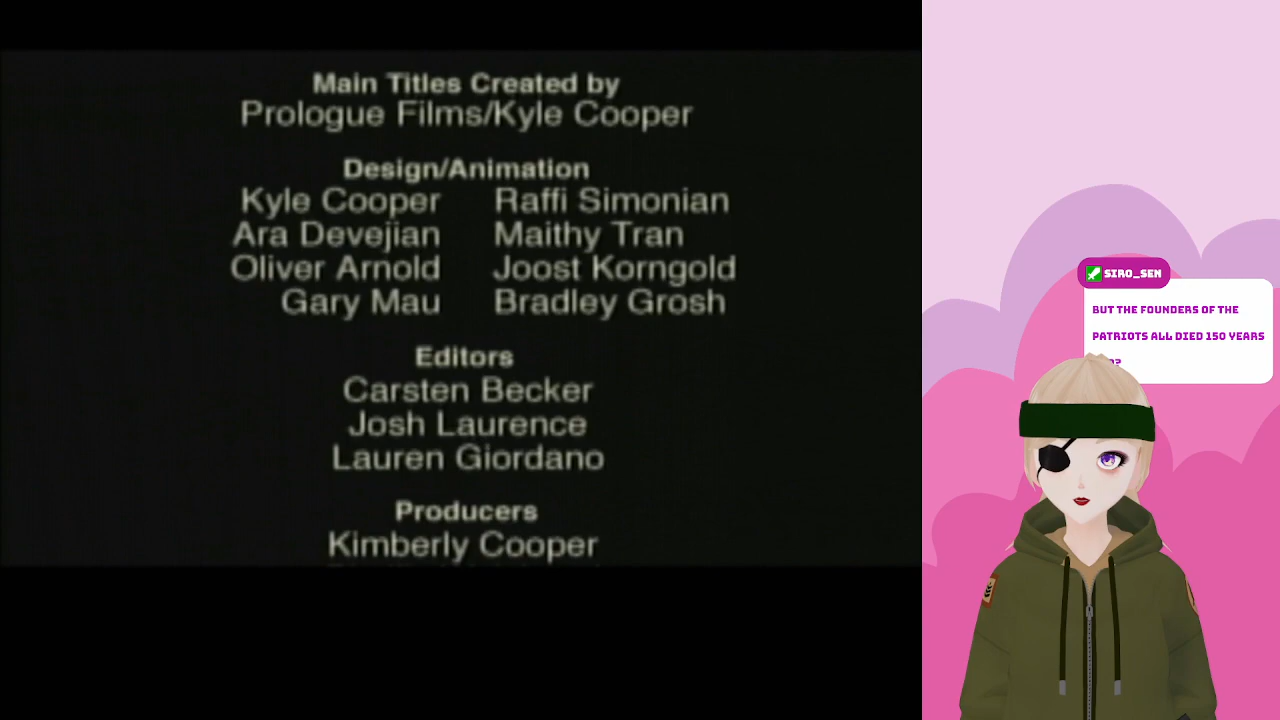 Main Titles Created by
Prologue Films/Kyle Cooper
Design/Animation
Kyle Cooper Raffi Simonian
Ara Devejian Maithy Tran
Oliver Arnold Joost Korngold
Gary Mau Bradley Grosh
Editors
Carsten Becker
Josh Laurence
Lauren Giordano
Producers
Kimberly Cooper
SIRO_SEN
BUT THE FOUNDERS OF THE
PATRIOTS ALL DIED 150 YEARS